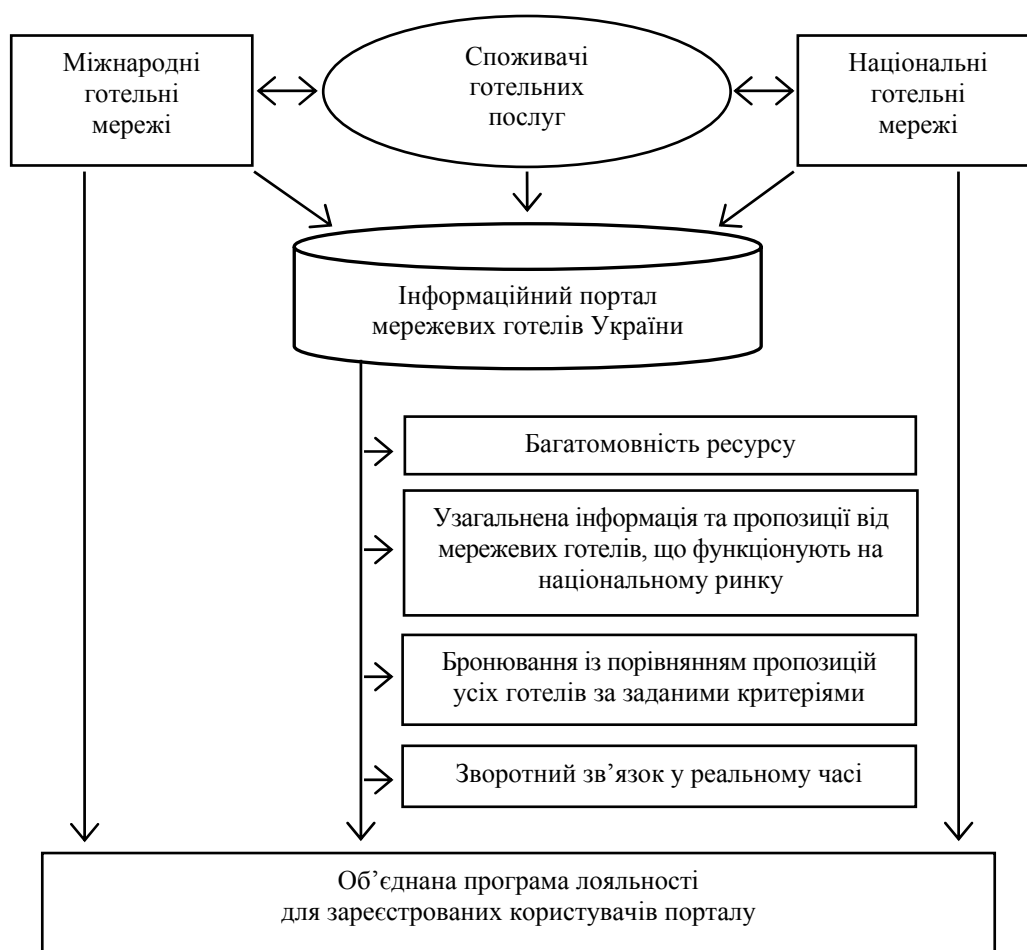 Міжнародні
готельні
мережі
Споживачі
готельних
послуг
Національні
готельні
мережі
Інформаційний портал
мережевих готелів України
Багатомовність ресурсу
Узагальнена інформація та пропозиції від
мережевих готелів, що функціонують на
національному ринку
Бронювання із порівнянням пропозицій
усіх готелів за заданими критеріями
Зворотний зв’язок у реальному часі
Об’єднана програма лояльності
для зареєстрованих користувачів порталу